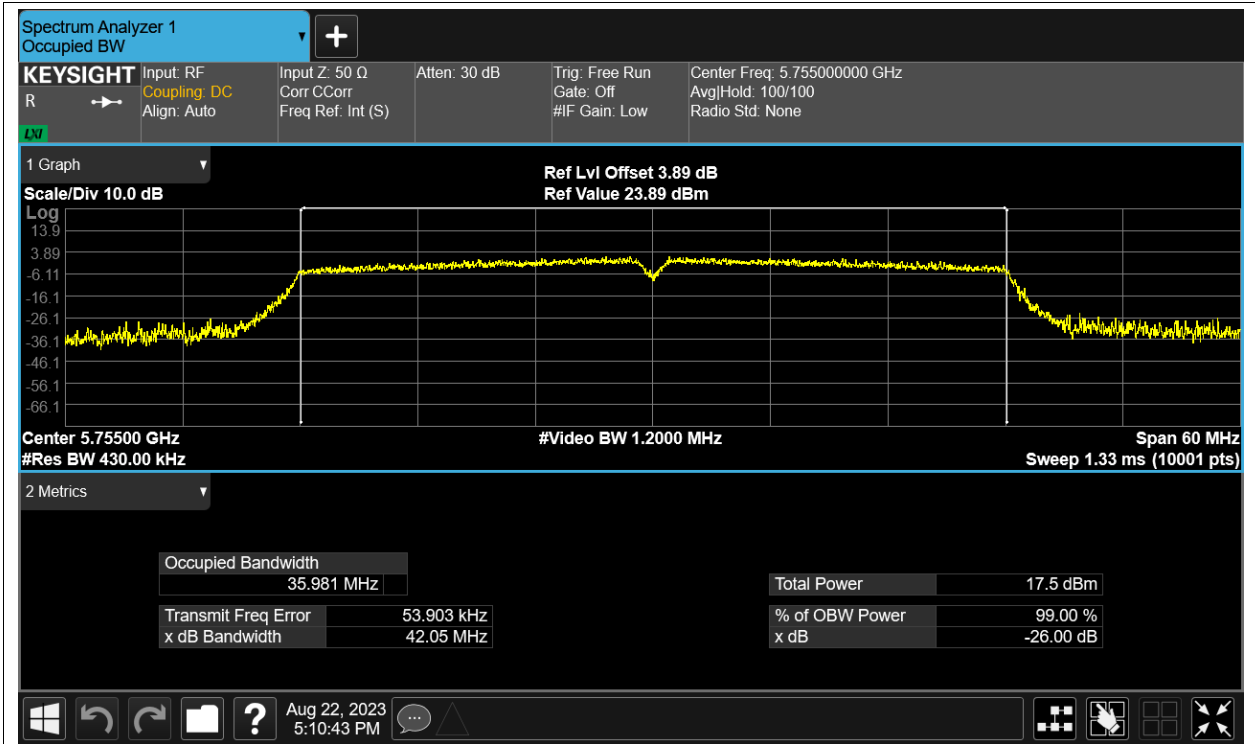 Spectrum Analyzer 1
Occupied BW
KEYSIGHT
R
LXI
Input: RF
Coupling: DC
Align: Auto
Input Z: 50 Ω
Corr CCorr
Freq Ref: Int (S)
Atten: 30 dB
Trig: Free Run
Gate: Off
#IF Gain: Low
Center Freq: 5.755000000 GHz
Avg|Hold: 100/100
Radio Std: None
1 Graph
Scale/Div 10.0 dB
Ref Lvl Offset 3.89 dB
Ref Value 23.89 dBm
Log
13.9
3.89
-6.11
-16.1
-26.1
-36.1
-46.1
-56.1
-66.1
Center 5.75500 GHz
#Res BW 430.00 kHz
#Video BW 1.2000 MHz
Span 60 MHz
Sweep 1.33 ms (10001 pts)
2 Metrics
Occupied Bandwidth
35.981 MHz
Transmit Freq Error 53.903 kHz
x dB Bandwidth 42.05 MHz
Total Power 17.5 dBm
% of OBW Power 99.00 %
x dB -26.00 dB
?
Aug 22, 2023
5:10:43 PM